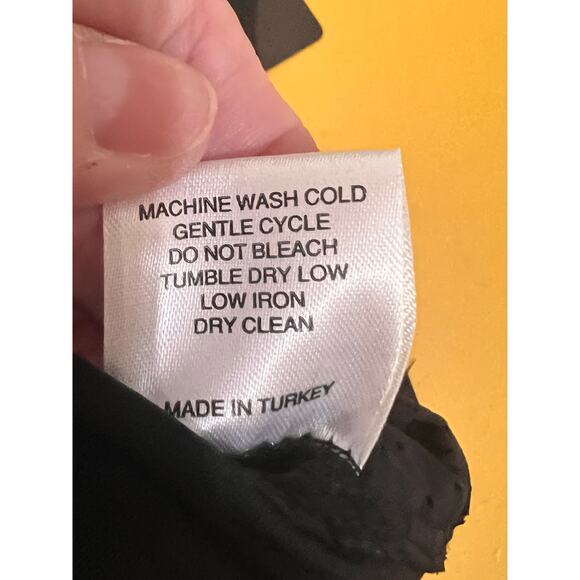 MACHINE WASH COLD
GENTLE CYCLE
DO NOT BLEACH
TUMBLE DRY LOW
LOW IRON
DRY CLEAN
MADE IN TURKEY